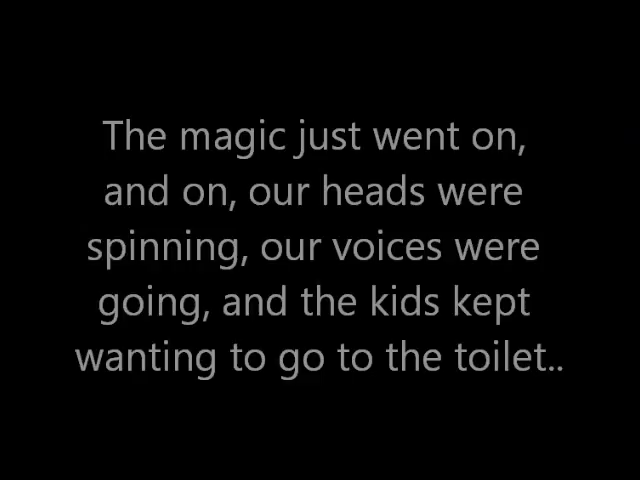 The magic just went on,
and on, our heads were
spinning, our voices were
going, and the kids kept
wanting to go to the toilet..